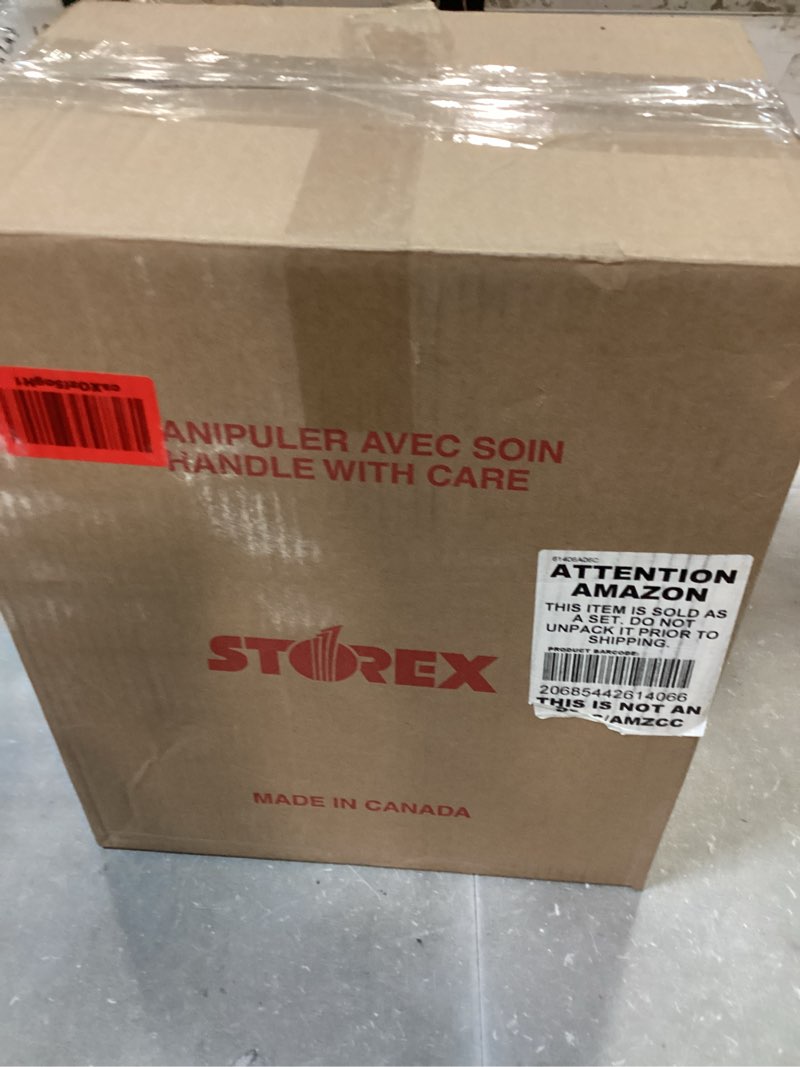 ANIPULER AVEC SOIN
HANDLE WITH CARE
STOREX
MADE IN CANADA
ATTENTION
AMAZON
THIS ITEM IS SOLD AS
A SET. DO NOT
UNPACK IT PRIOR TO
SHIPPING.
PRODUCT BARCODE:
20685442614066
THIS IS NOT AN
/AMZCC